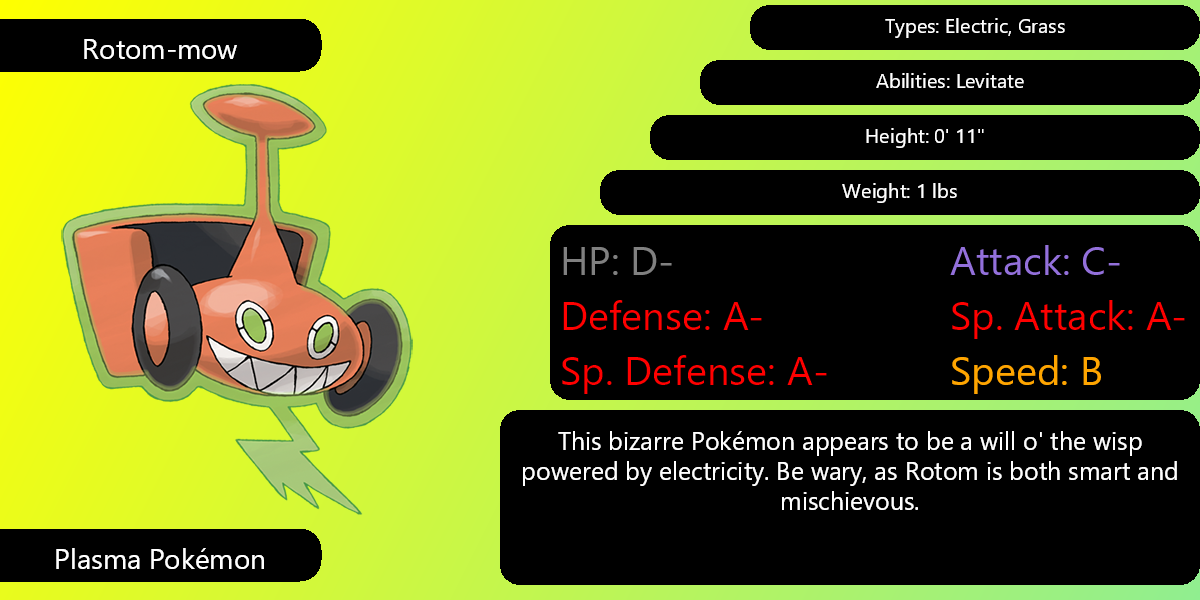 Rotom-mow
Types: Electric, Grass
Abilities: Levitate
Height: 0' 11"
Weight: 1 lbs
HP: D-
Attack: C-
Defense: A-
Sp. Attack: A-
Sp. Defense: A-
Speed: B
This bizarre Pokémon appears to be a will o' the wisp
powered by electricity. Be wary, as Rotom is both smart and
mischievous.
Plasma Pokémon